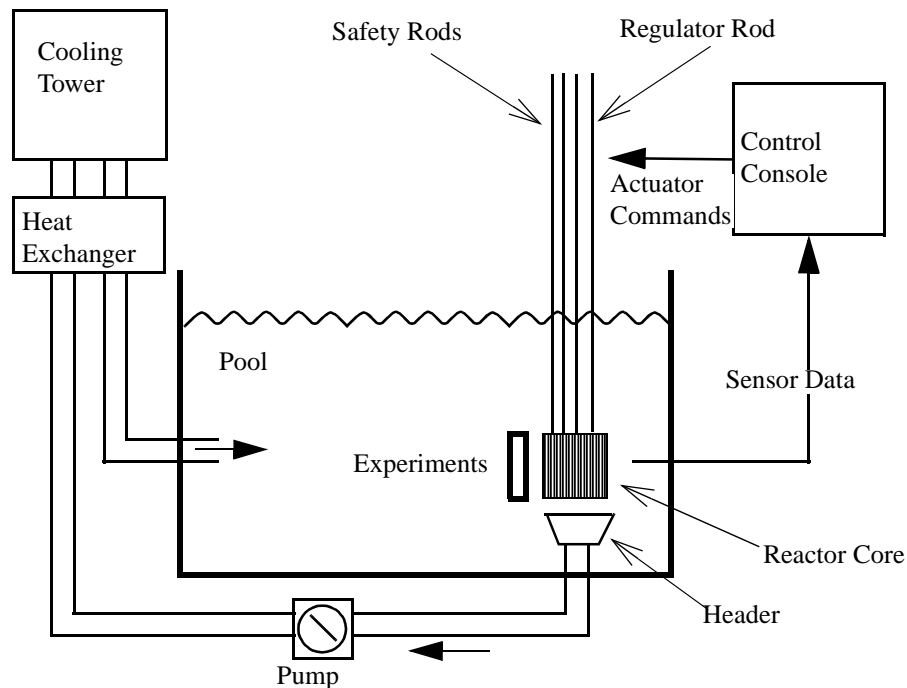 Safety Rods
Regulator Rod
Cooling
Tower
Control
Console
Actuator
Commands
Heat
Exchanger
Pool
Sensor Data
Experiments
Reactor Core
Header
Pump